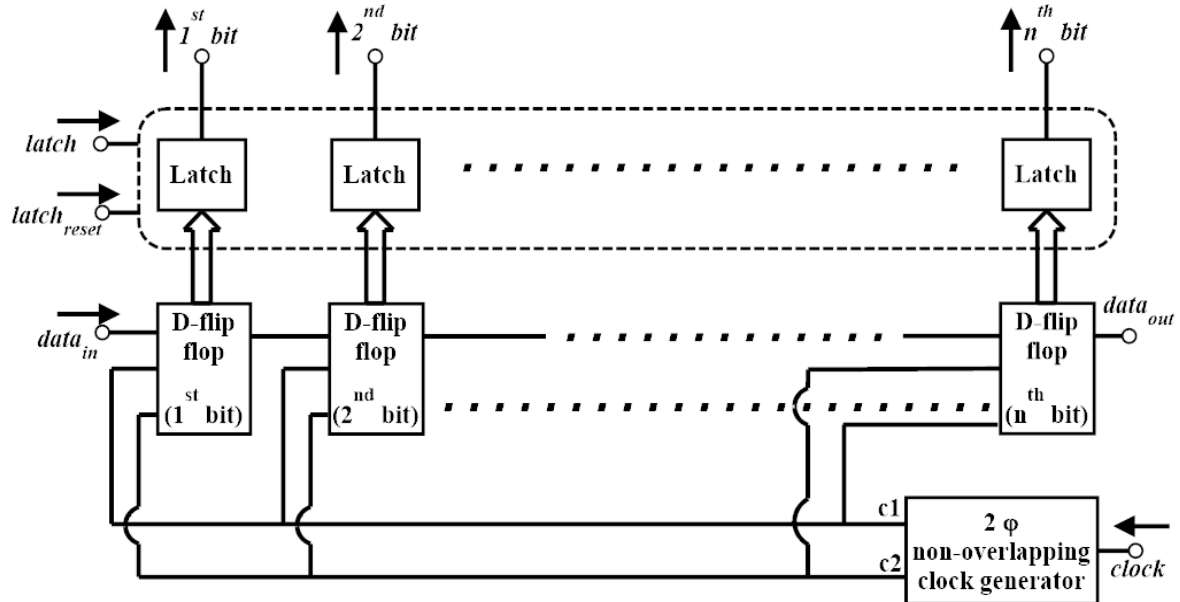 1st bit
2nd bit
nth bit
latch
Latch
Latch
Latch
latchreset
datain
D-flip
flop
(1st bit)
D-flip
flop
(2nd bit)
D-flip
flop
(nth bit)
dataout
c1
c2
2 φ
non-overlapping
clock generator
clock